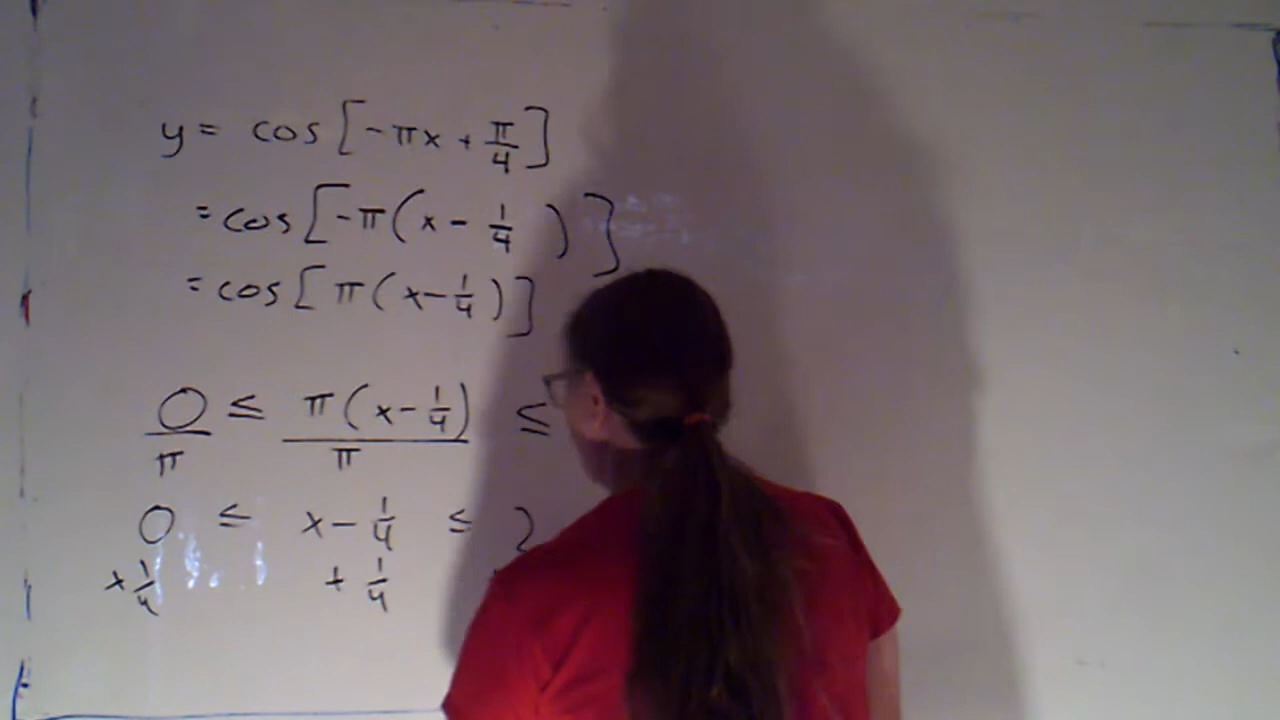 y = cos[-πx + π/4]
= cos[-π(x - 1/4)]
= cos[π(x - 1/4)]
0/π ≤ π(x - 1/4)/π ≤
0 ≤ x - 1/4 ≤ 2
+ 1/4 + 1/4